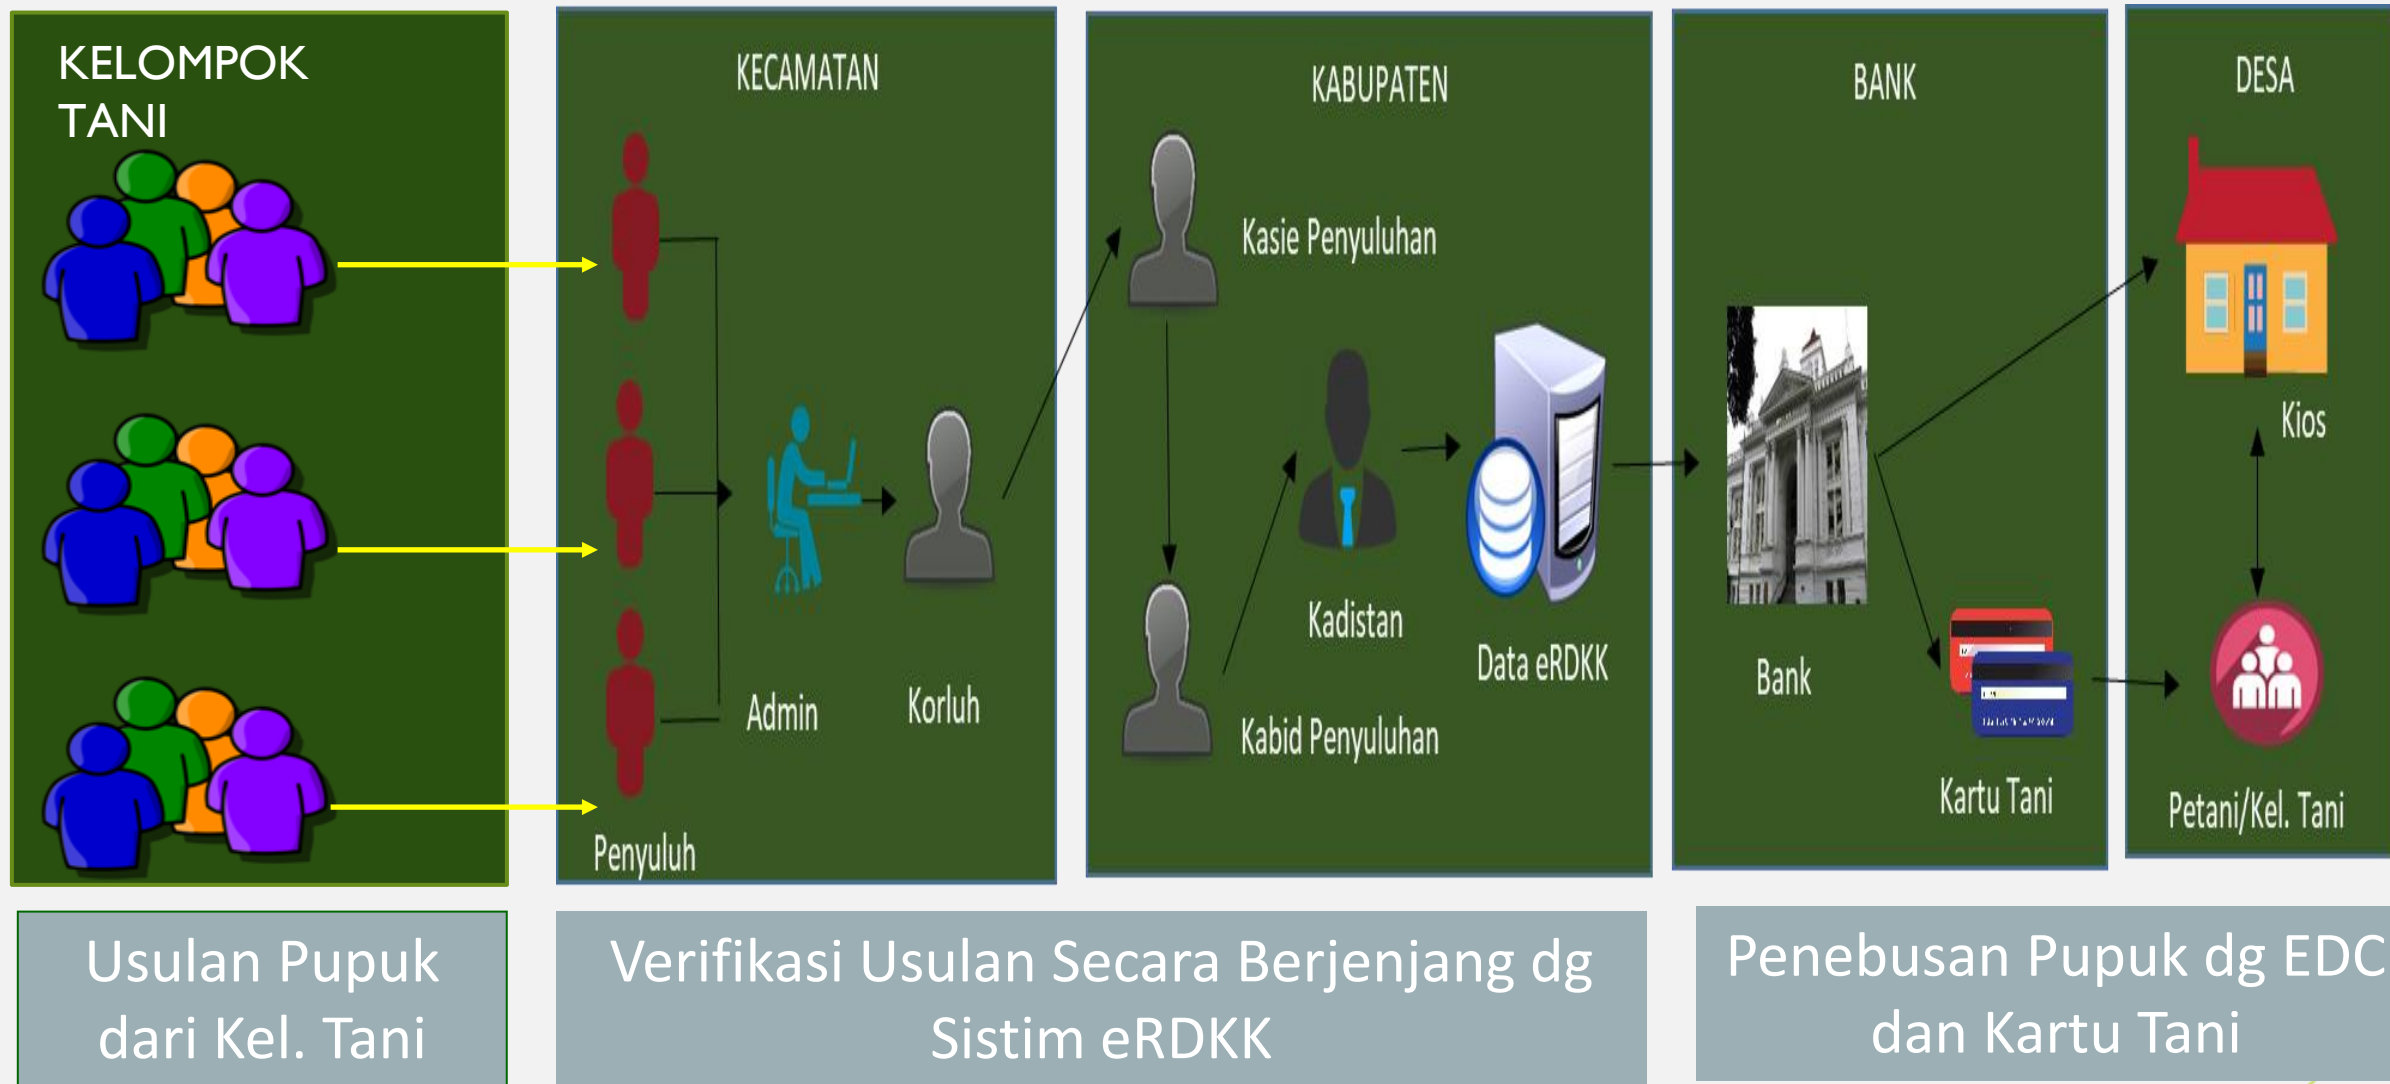 KELOMPOK
TANI
KECAMATAN
Penyuluh
Admin
Korluh
KABUPATEN
Kasie Penyuluhan
Kabid Penyuluhan
Kadistan
Data eRDKK
BANK
Bank
Kartu Tani
DESA
Kios
Petani/Kel. Tani
Usulan Pupuk
dari Kel. Tani
Verifikasi Usulan Secara Berjenjang dg
Sistim eRDKK
Penebusan Pupuk dg EDC
dan Kartu Tani